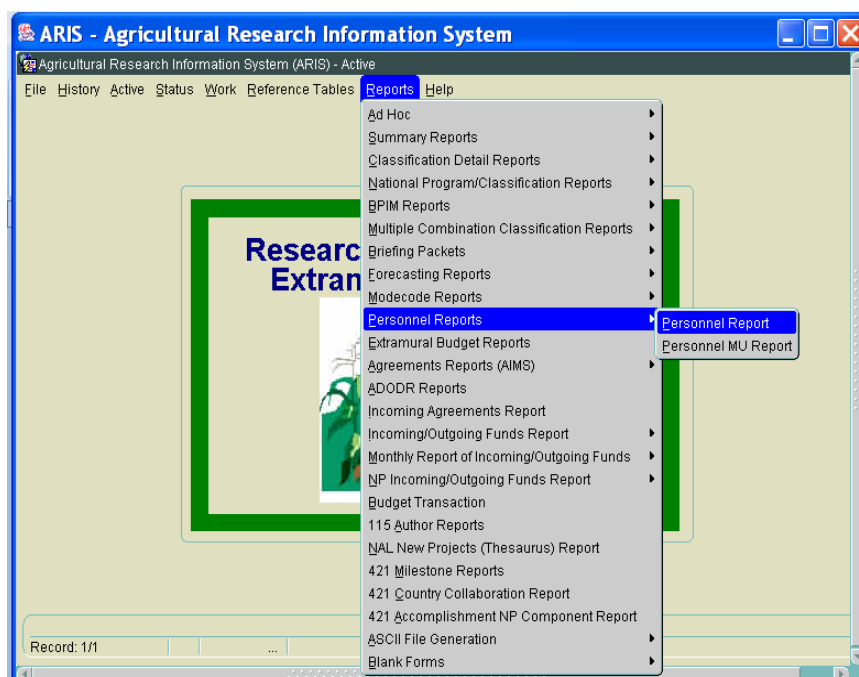 ARIS - Agricultural Research Information System
Agricultural Research Information System (ARIS) - Active
File History Active Status Work Reference Tables Reports Help
Ad Hoc
Summary Reports
Classification Detail Reports
National Program/Classification Reports
BPIM Reports
Multiple Combination Classification Reports
Researc
Briefing Packets
Extran
Forecasting Reports
Modecode Reports
Personnel Reports
Personnel Report
Personnel MU Report
Extramural Budget Reports
Agreements Reports (AIMS)
ADODR Reports
Incoming Agreements Report
Incoming/Outgoing Funds Report
Monthly Report of Incoming/Outgoing Funds
NP Incoming/Outgoing Funds Report
Budget Transaction
115 Author Reports
NAL New Projects (Thesaurus) Report
421 Milestone Reports
421 Country Collaboration Report
421 Accomplishment NP Component Report
ASCII File Generation
Blank Forms
Record: 1/1 ...